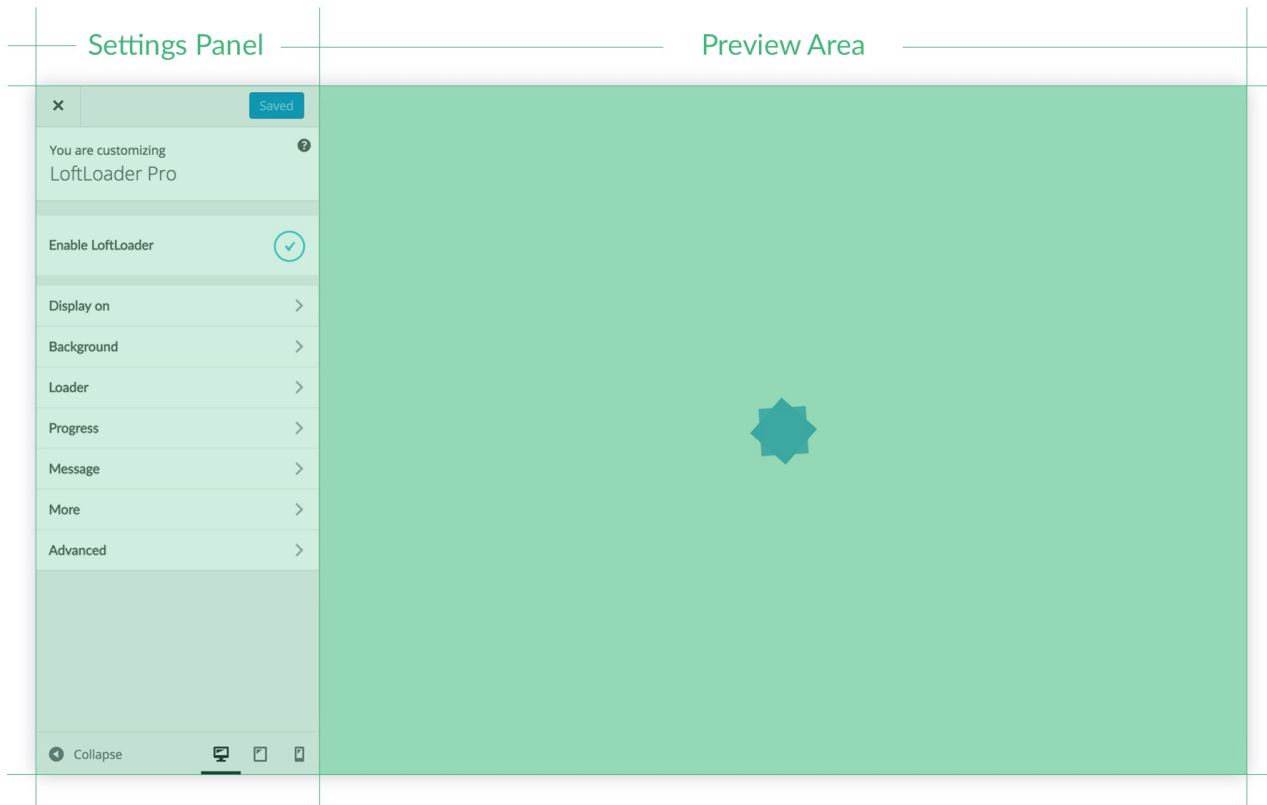 Settings Panel
Preview Area
Saved
You are customizing
LoftLoader Pro
Enable LoftLoader
Display on
Background
Loader
Progress
Message
More
Advanced
Collapse